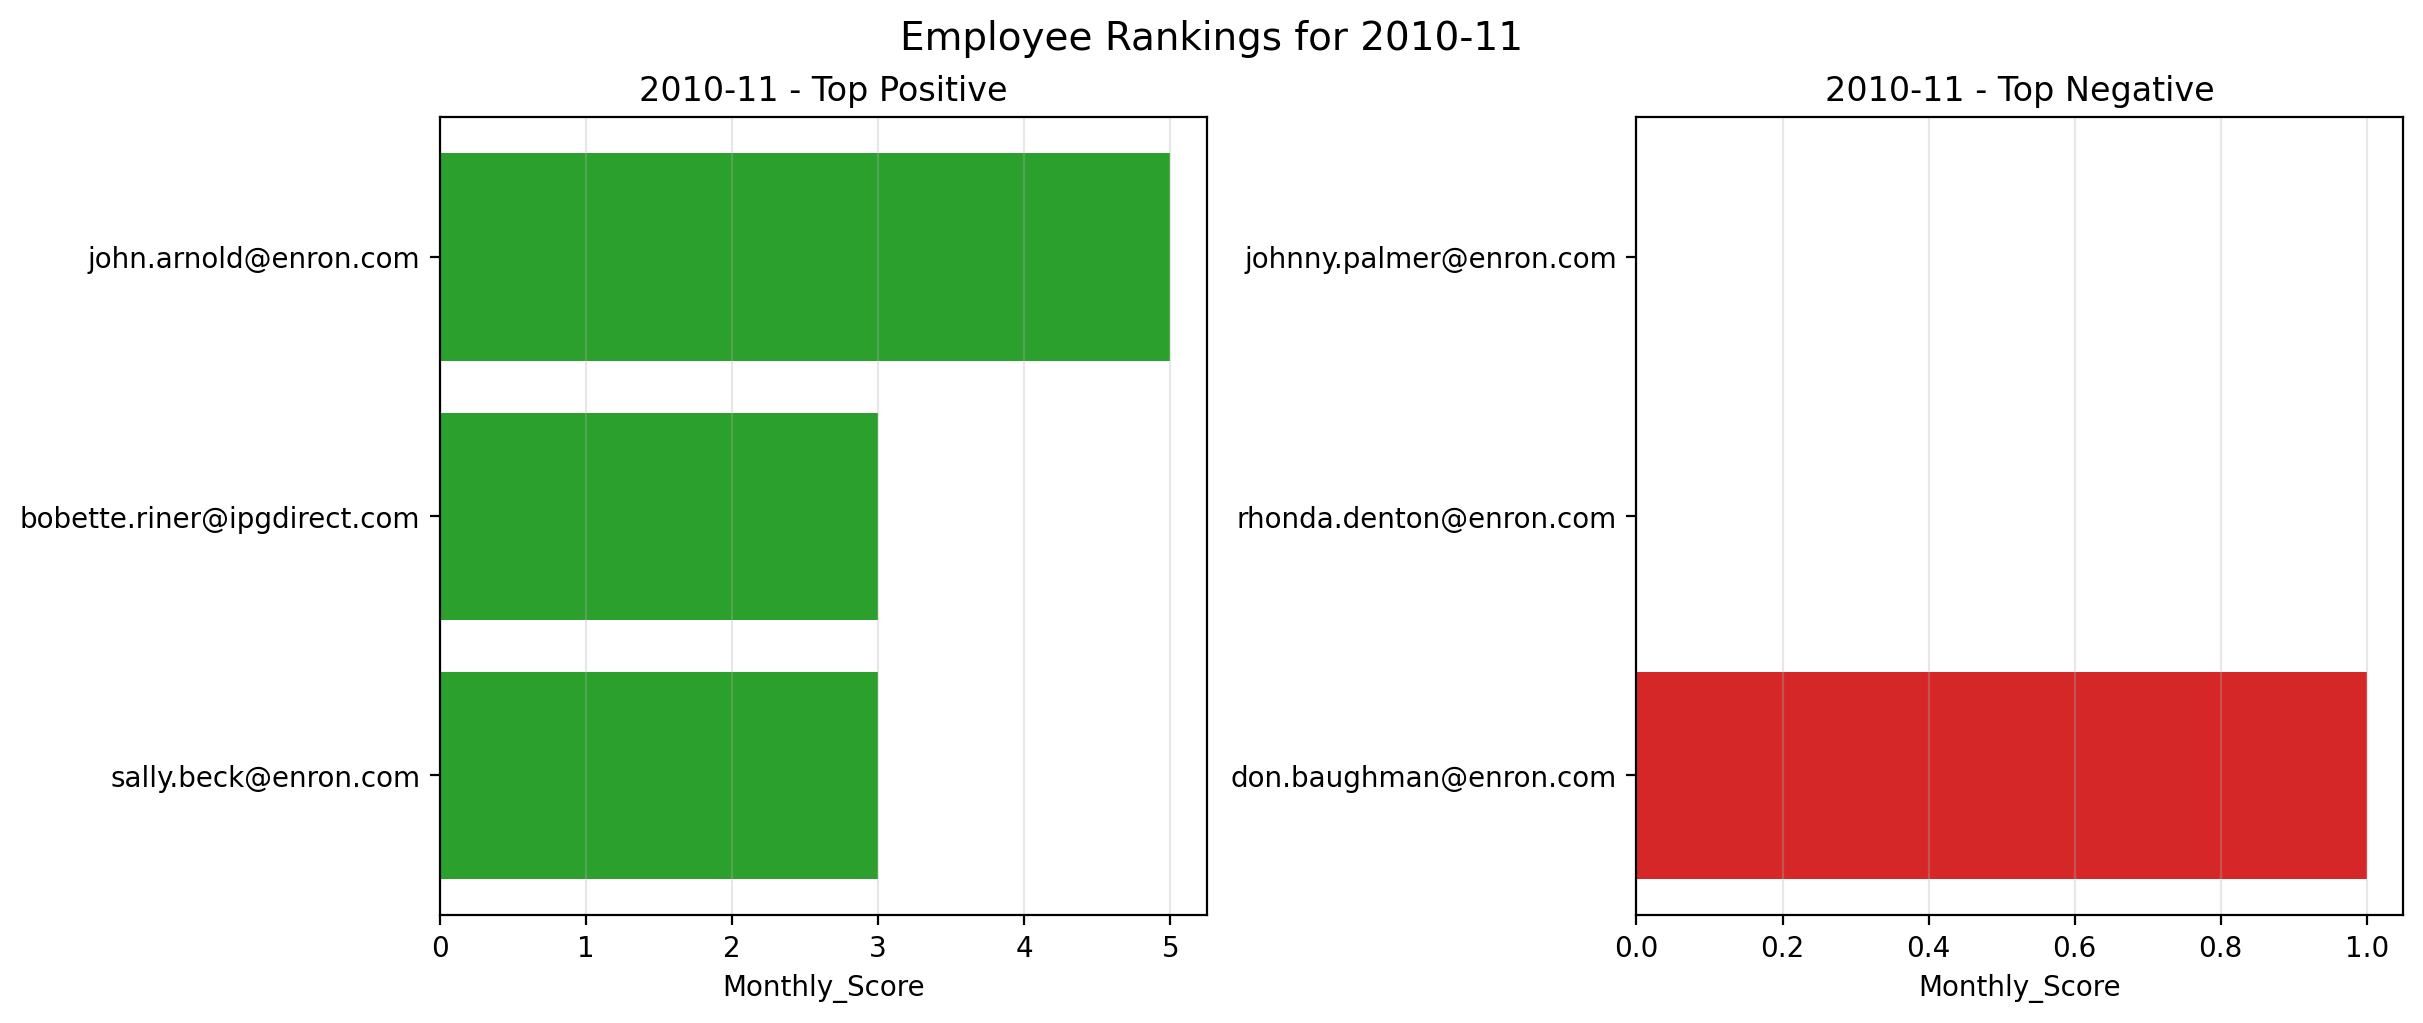 Employee Rankings for 2010-11
2010-11 - Top Positive
john.arnold@enron.com
bobette.riner@ipgdirect.com
sally.beck@enron.com
0 1 2 3 4 5
Monthly_Score
2010-11 - Top Negative
johnny.palmer@enron.com
rhonda.denton@enron.com
don.baughman@enron.com
0.0 0.2 0.4 0.6 0.8 1.0
Monthly_Score